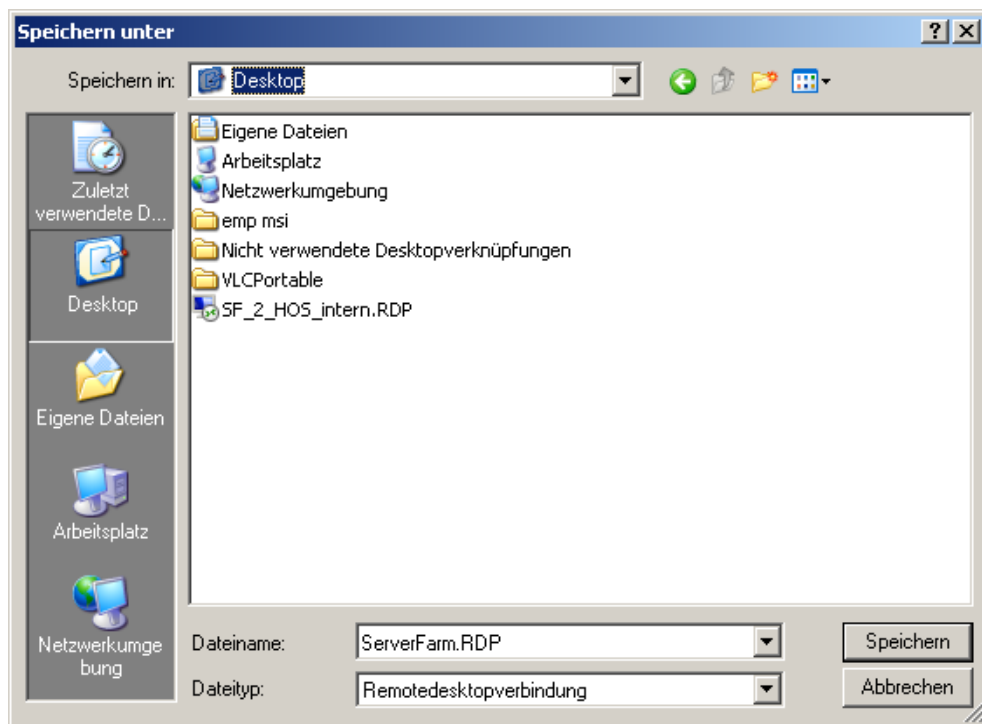 Speichern unter
Speichern in:
Desktop
Zuletzt
verwendete D...
Desktop
Eigene Dateien
Arbeitsplatz
Netzwerkumge
bung
Eigene Dateien
Arbeitsplatz
Netzwerkumgebung
emp msi
Nicht verwendete Desktopverknüpfungen
VLCPortable
SF_2_HOS_intern.RDP
Dateiname:
ServerFarm.RDP
Speichern
Dateityp:
Remotedesktopverbindung
Abbrechen